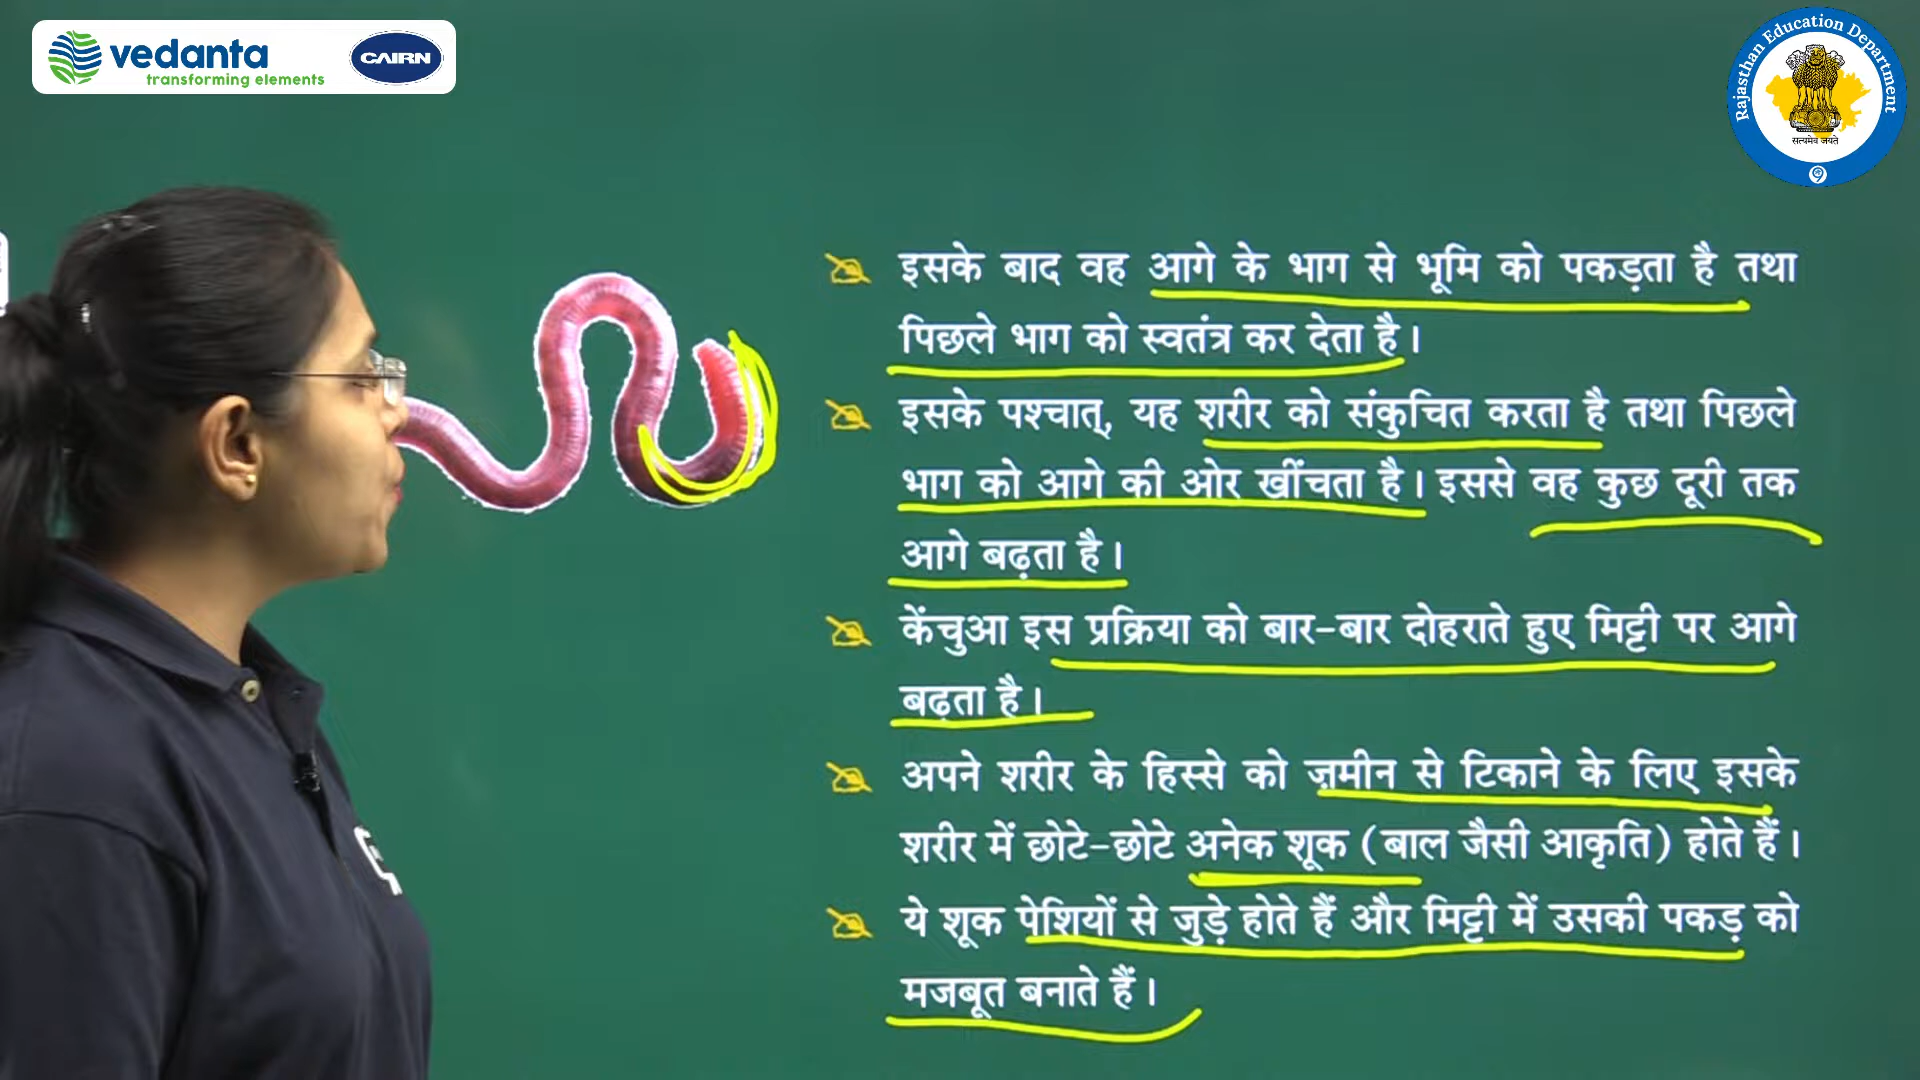 vedanta
transforming elements
CAIRN
Rajasthan Education Department
सत्यमेव जयते
इसके बाद वह आगे के भाग से भूमि को पकड़ता है तथा
पिछले भाग को स्वतंत्र कर देता है।
इसके पश्चात्, यह शरीर को संकुचित करता है तथा पिछले
भाग को आगे की ओर खींचता है। इससे वह कुछ दूरी तक
आगे बढ़ता है।
केंचुआ इस प्रक्रिया को बार-बार दोहराते हुए मिट्टी पर आगे
बढ़ता है।
अपने शरीर के हिस्से को ज़मीन से टिकाने के लिए इसके
शरीर में छोटे-छोटे अनेक शूक (बाल जैसी आकृति) होते हैं।
ये शूक पेशियों से जुड़े होते हैं और मिट्टी में उसकी पकड़ को
मजबूत बनाते हैं।